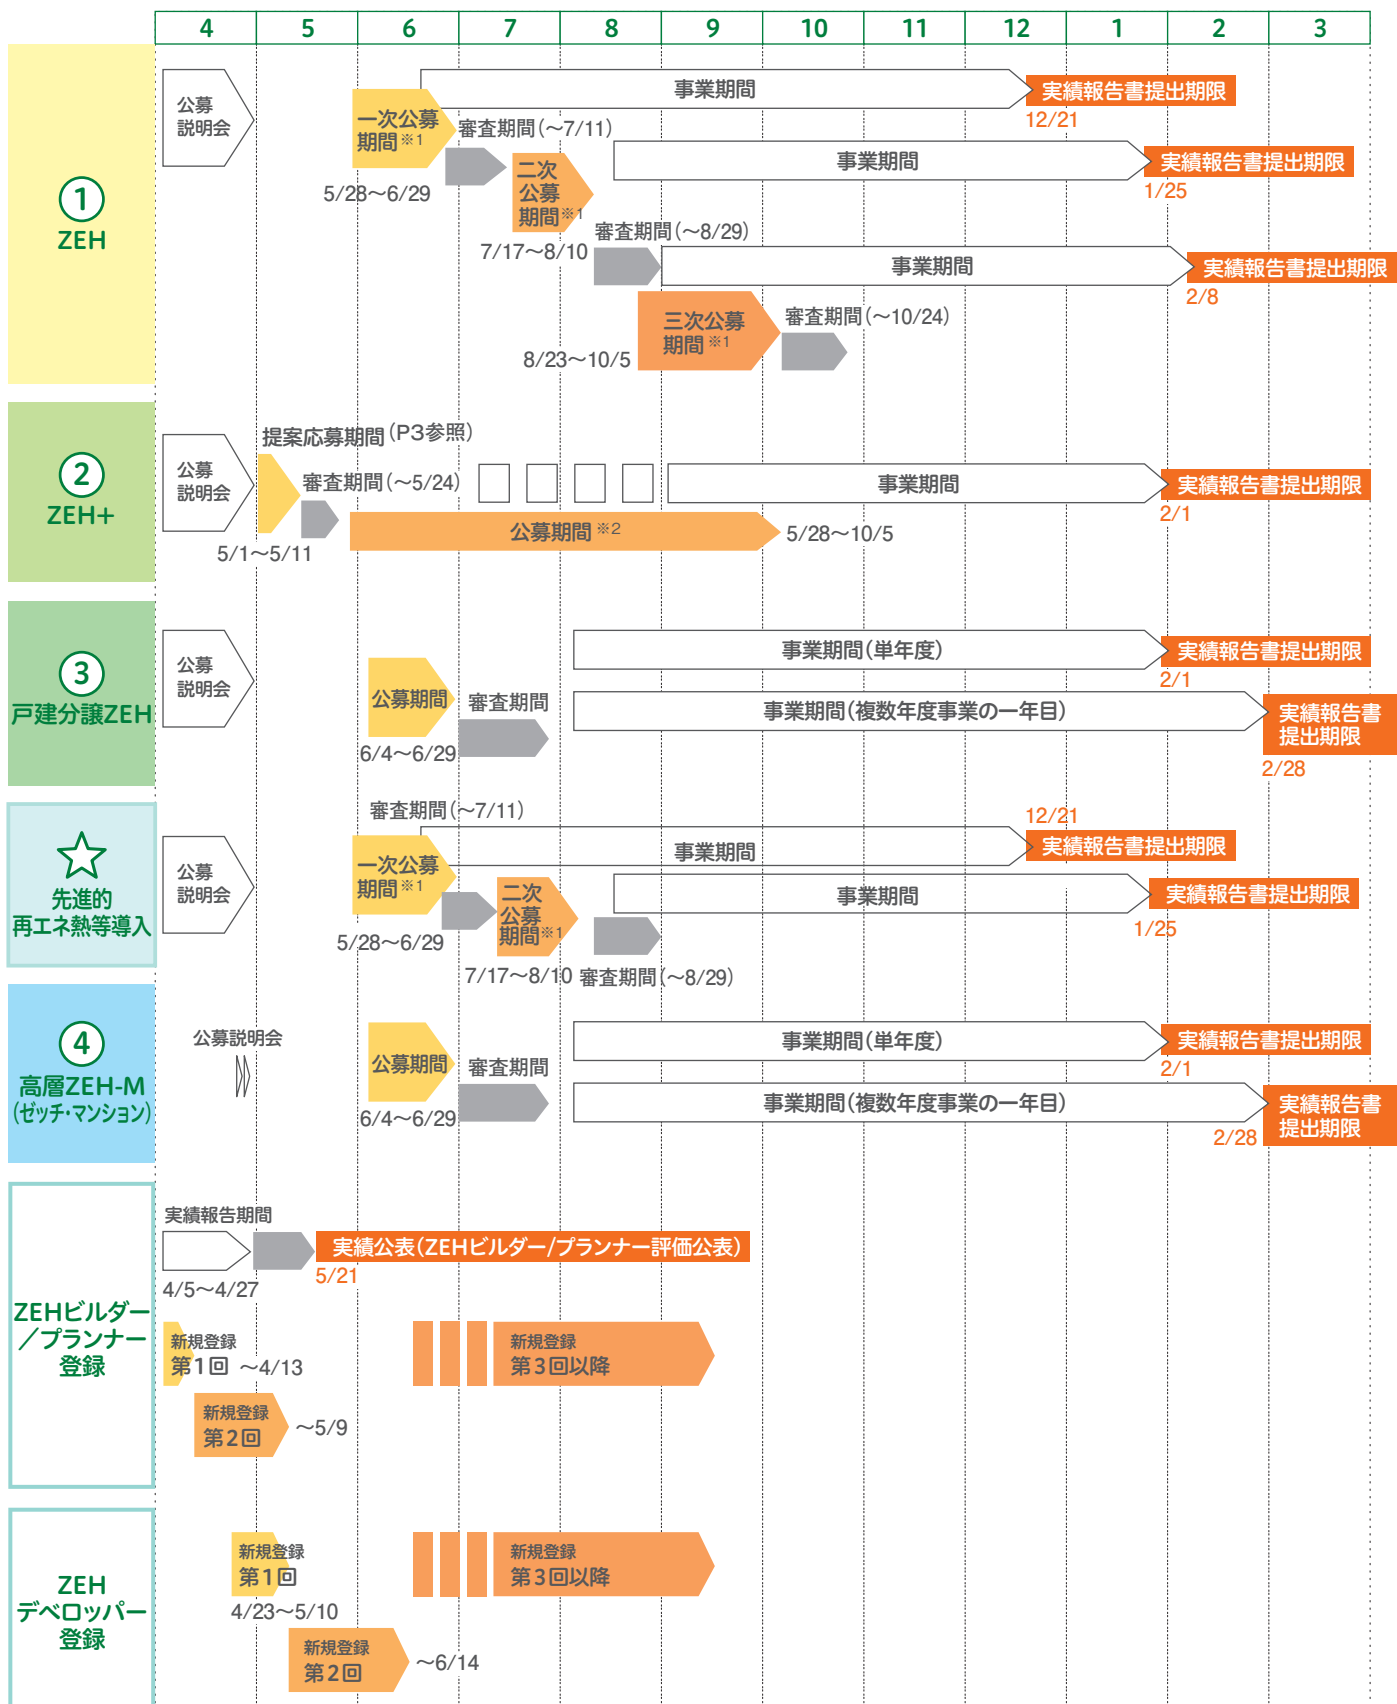 4 5 6 7 8 9 10 11 12 1 2 3
①
ZEH
公募
説明会
一次公募
期間※1
5/28～6/29
事業期間
実績報告書提出期限
12/21
審査期間(～7/11)
二次
公募
期間※1
7/17～8/10
事業期間
実績報告書提出期限
1/25
審査期間(～8/29)
事業期間
実績報告書提出期限
2/8
三次公募
期間※1
8/23～10/5
審査期間(～10/24)
②
ZEH+
公募
説明会
提案応募期間(P3参照)
5/1～5/11
審査期間(～5/24)
事業期間
実績報告書提出期限
2/1
公募期間※2
5/28～10/5
③
戸建分譲ZEH
公募
説明会
公募期間
6/4～6/29
審査期間
事業期間(単年度)
実績報告書提出期限
2/1
事業期間(複数年度事業の一年目)
実績報告書
提出期限
2/28
☆
先進的
再エネ熱等導入
公募
説明会
審査期間(～7/11)
一次公募
期間※1
5/28～6/29
事業期間
12/21
実績報告書提出期限
二次
公募
期間※1
7/17～8/10
審査期間(～8/29)
事業期間
実績報告書提出期限
1/25
④
高層ZEH-M
(ゼッチ・マンション)
公募説明会
公募期間
6/4～6/29
審査期間
事業期間(単年度)
実績報告書提出期限
2/1
事業期間(複数年度事業の一年目)
実績報告書
提出期限
2/28
ZEHビルダー
／プランナー
登録
実績報告期間
4/5～4/27
実績公表(ZEHビルダー/プランナー評価公表)
5/21
新規登録
第1回 ～4/13
新規登録
第2回
～5/9
新規登録
第3回以降
ZEH
デベロッパー
登録
新規登録
第1回
4/23～5/10
新規登録
第2回
～6/14
新規登録
第3回以降